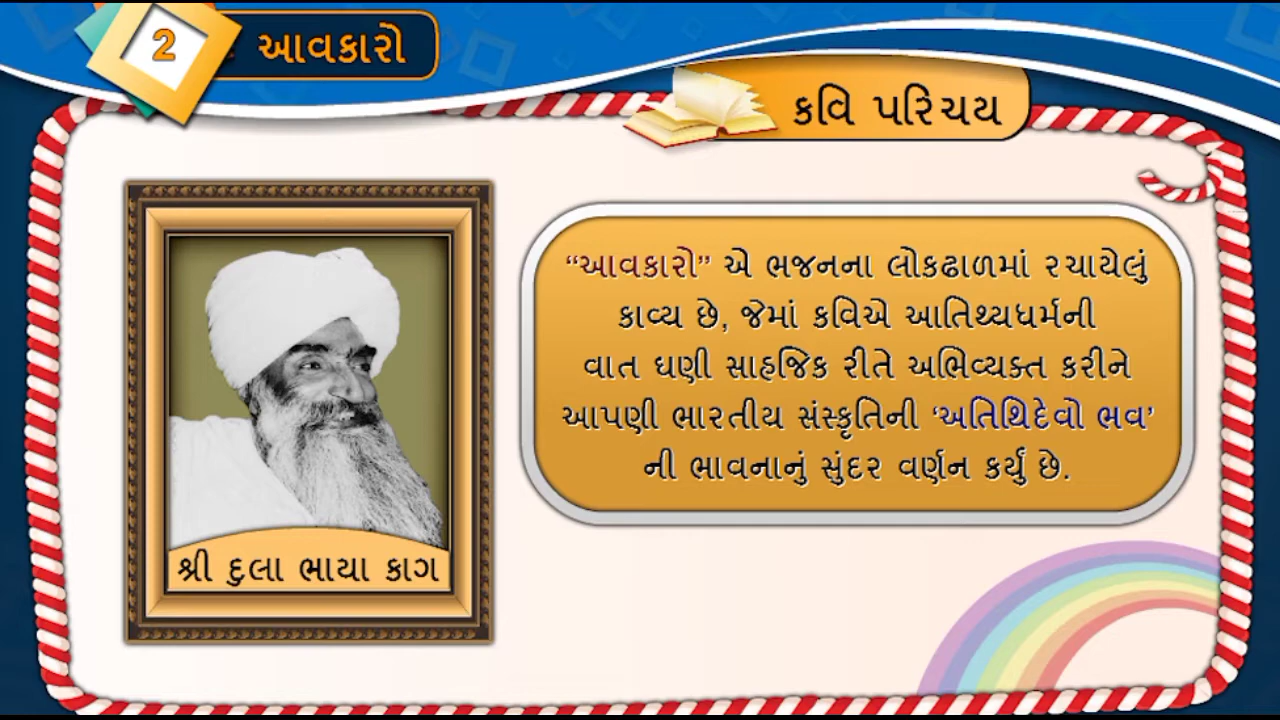 2 આવકારો
કવિ પરિચય
“આવકારો” એ ભજનના લોકઢાળમાં રચાયેલું
કાવ્ય છે, જેમાં કવિએ આતિથ્યધર્મની
વાત ઘણી સાહજિક રીતે અભિવ્યક્ત કરીને
આપણી ભારતીય સંસ્કૃતિની ‘અતિથિદેવો ભવ’
ની ભાવનાનું સુંદર વર્ણન કર્યું છે.
શ્રી દુલા ભાયા કાગ